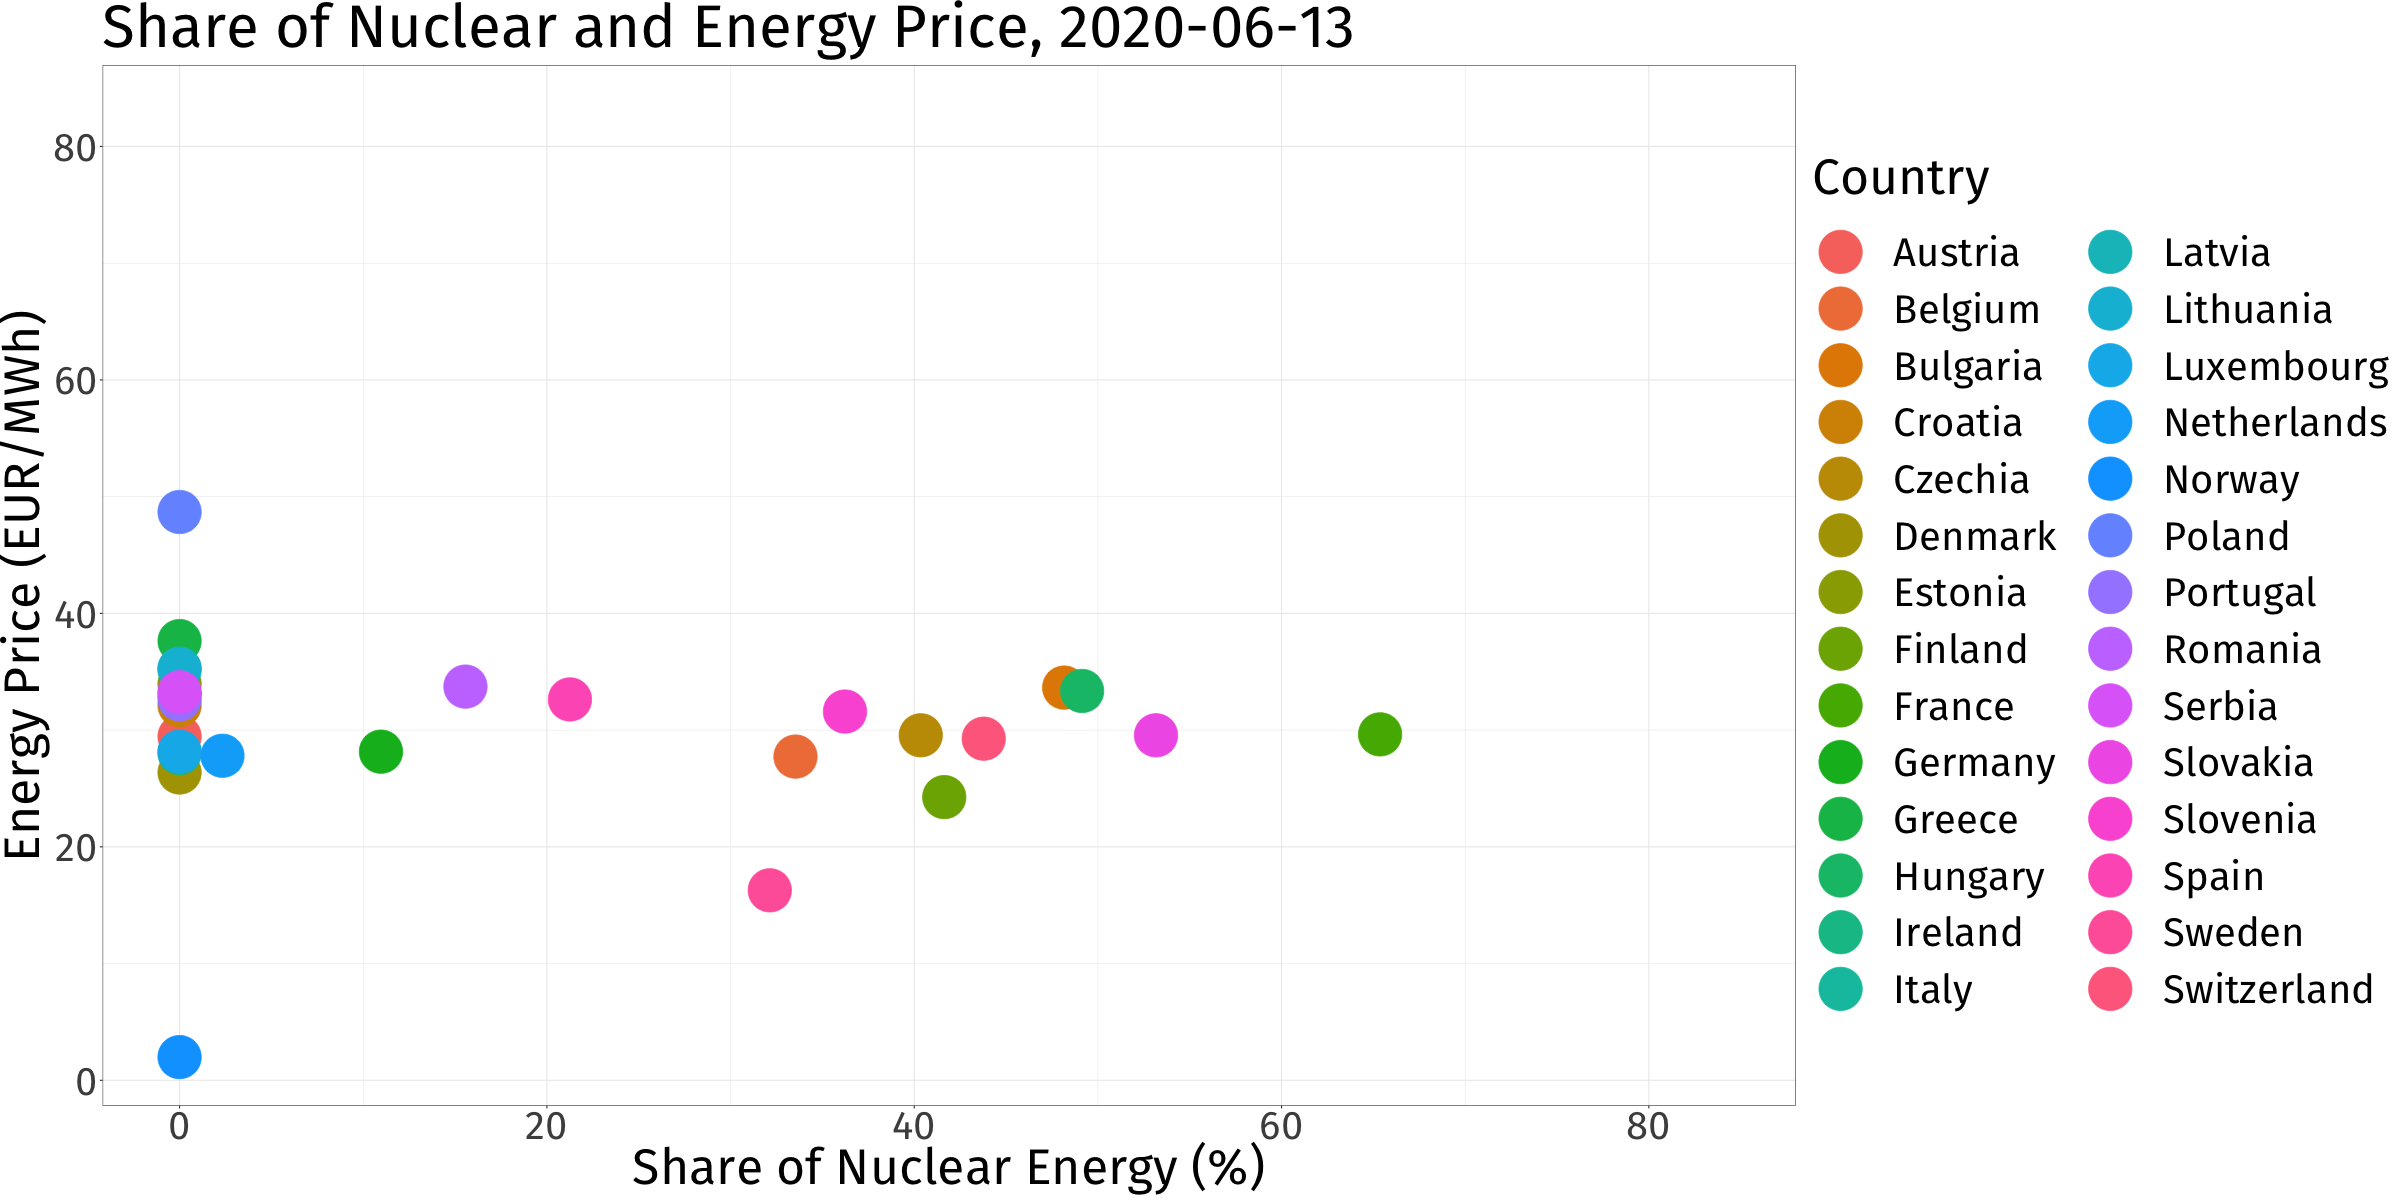 Share of Nuclear and Energy Price, 2020-06-13
Energy Price (EUR/MWh)
80
60
40
20
0
0 20 40 60 80
Share of Nuclear Energy (%)
Country
Austria
Belgium
Bulgaria
Croatia
Czechia
Denmark
Estonia
Finland
France
Germany
Greece
Hungary
Ireland
Italy
Latvia
Lithuania
Luxembourg
Netherlands
Norway
Poland
Portugal
Romania
Serbia
Slovakia
Slovenia
Spain
Sweden
Switzerland